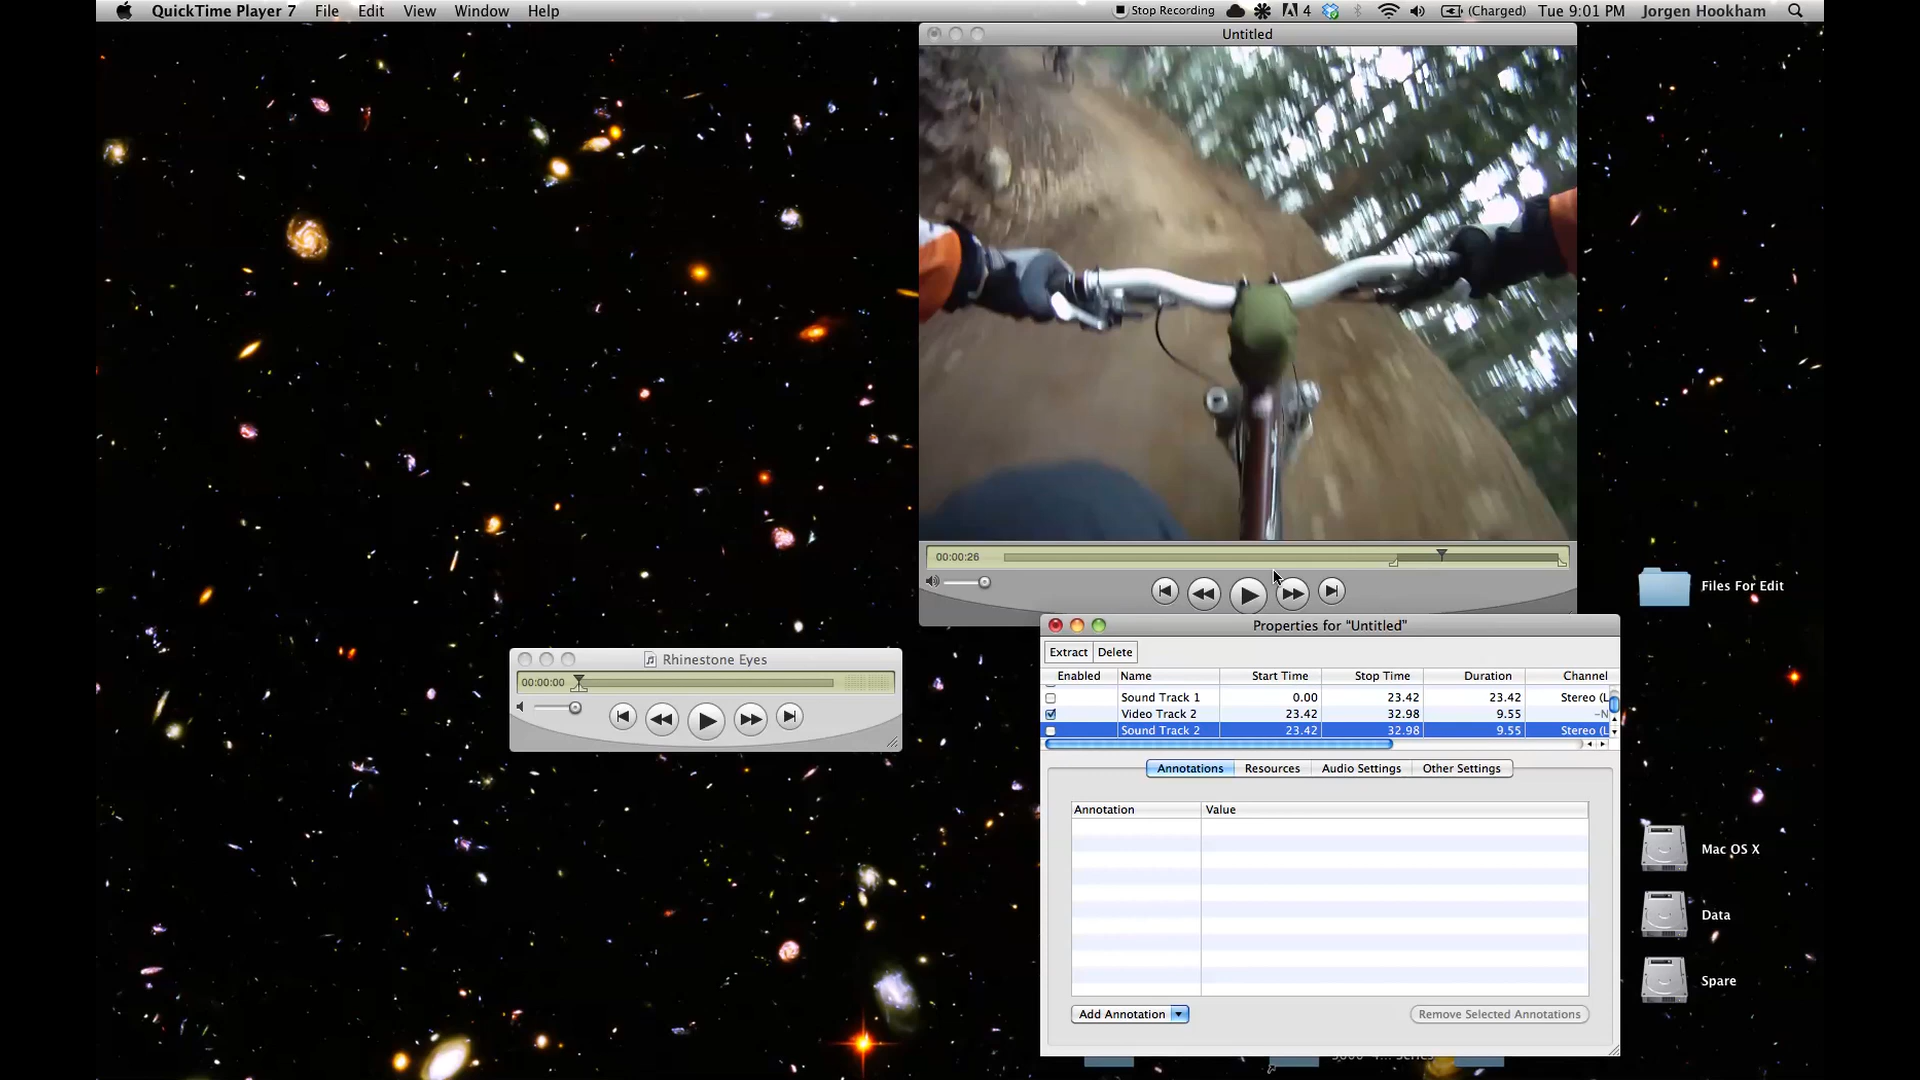 QuickTime Player 7 File Edit View Window Help Stop Recording 4 (Charged) Tue 9:01 PM Jorgen Hookham
Untitled
00:00:26
Files For Edit
Rhinestone Eyes
00:00:00
Properties for “Untitled”
Extract Delete
Enabled Name Start Time Stop Time Duration Channel
Sound Track 1 0.00 23.42 23.42 Stereo (L
Video Track 2 23.42 32.98 9.55 -N
Sound Track 2 23.42 32.98 9.55 Stereo (L
Annotations Resources Audio Settings Other Settings
Annotation Value
Add Annotation Remove Selected Annotations
Mac OS X
Data
Spare